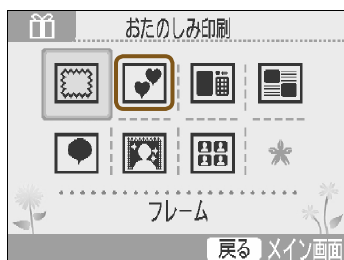 おたのしみ印刷
フレーム
戻る メイン画面